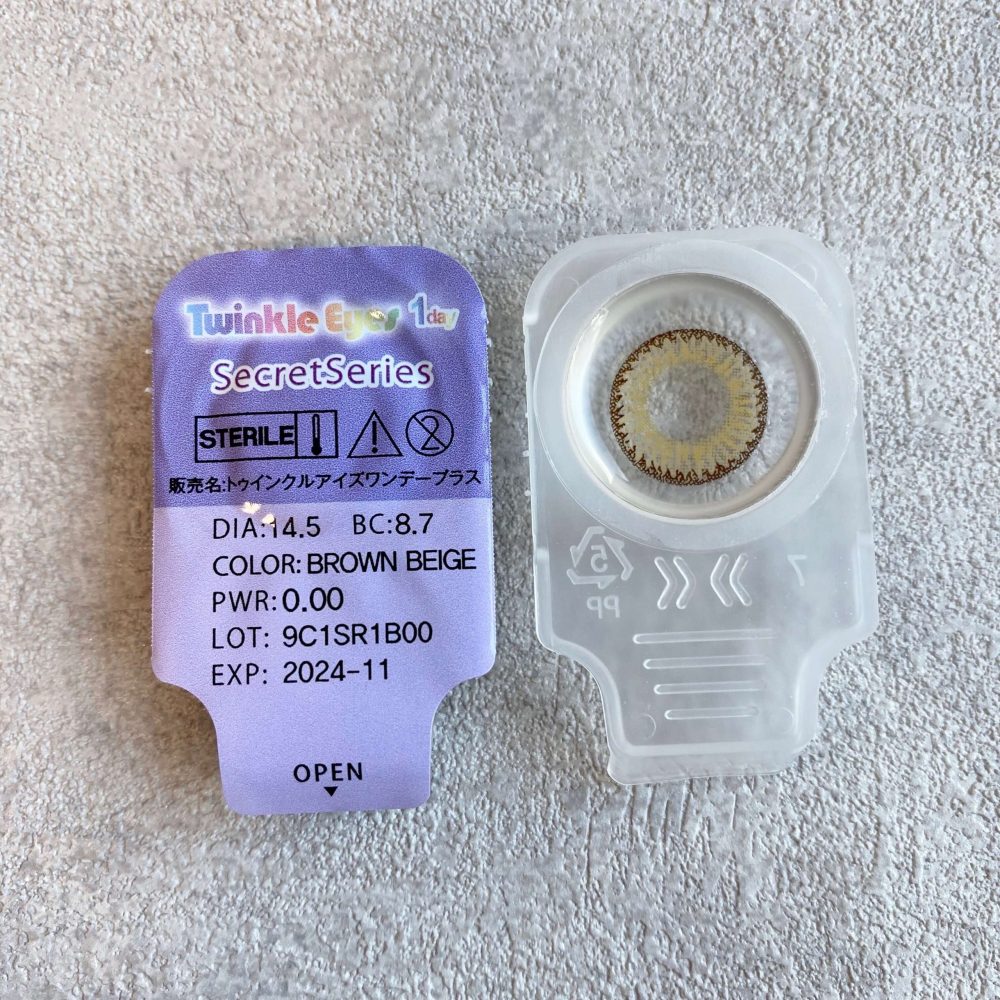 Twinkle Eyes 1day
SecretSeries
STERILE
販売名:トゥインクルアイズワンデープラス
DIA:14.5 BC:8.7
COLOR: BROWN BEIGE
PWR: 0.00
LOT: 9C1SR1B00
EXP: 2024-11
OPEN
5
PP
7